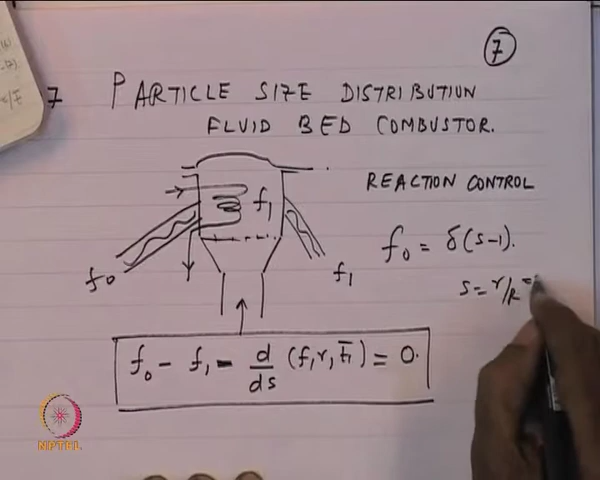 7
7 PARTICLE SIZE DISTRIBUTION
FLUID BED COMBUSTOR.
REACTION CONTROL
f₁
f₀ = δ(s-1).
f₀
f₁
s = r/R =
f₀ - f₁ - d/ds (f₁ r₁ t̄₁) = 0.
NPTEL